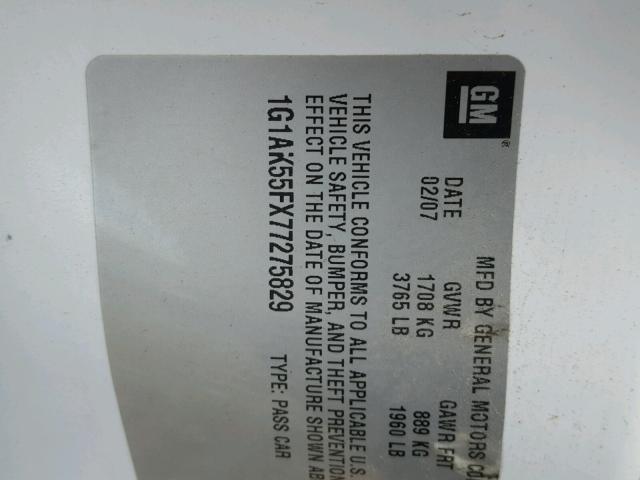 GM
®
MFD BY GENERAL MOTORS CO
DATE GVWR GAWR FRT
02/07 1708 KG 889 KG
3765 LB 1960 LB
THIS VEHICLE CONFORMS TO ALL APPLICABLE U.S.
VEHICLE SAFETY, BUMPER, AND THEFT PREVENTION
EFFECT ON THE DATE OF MANUFACTURE SHOWN AB
1G1AK55FX77275829 TYPE: PASS CAR